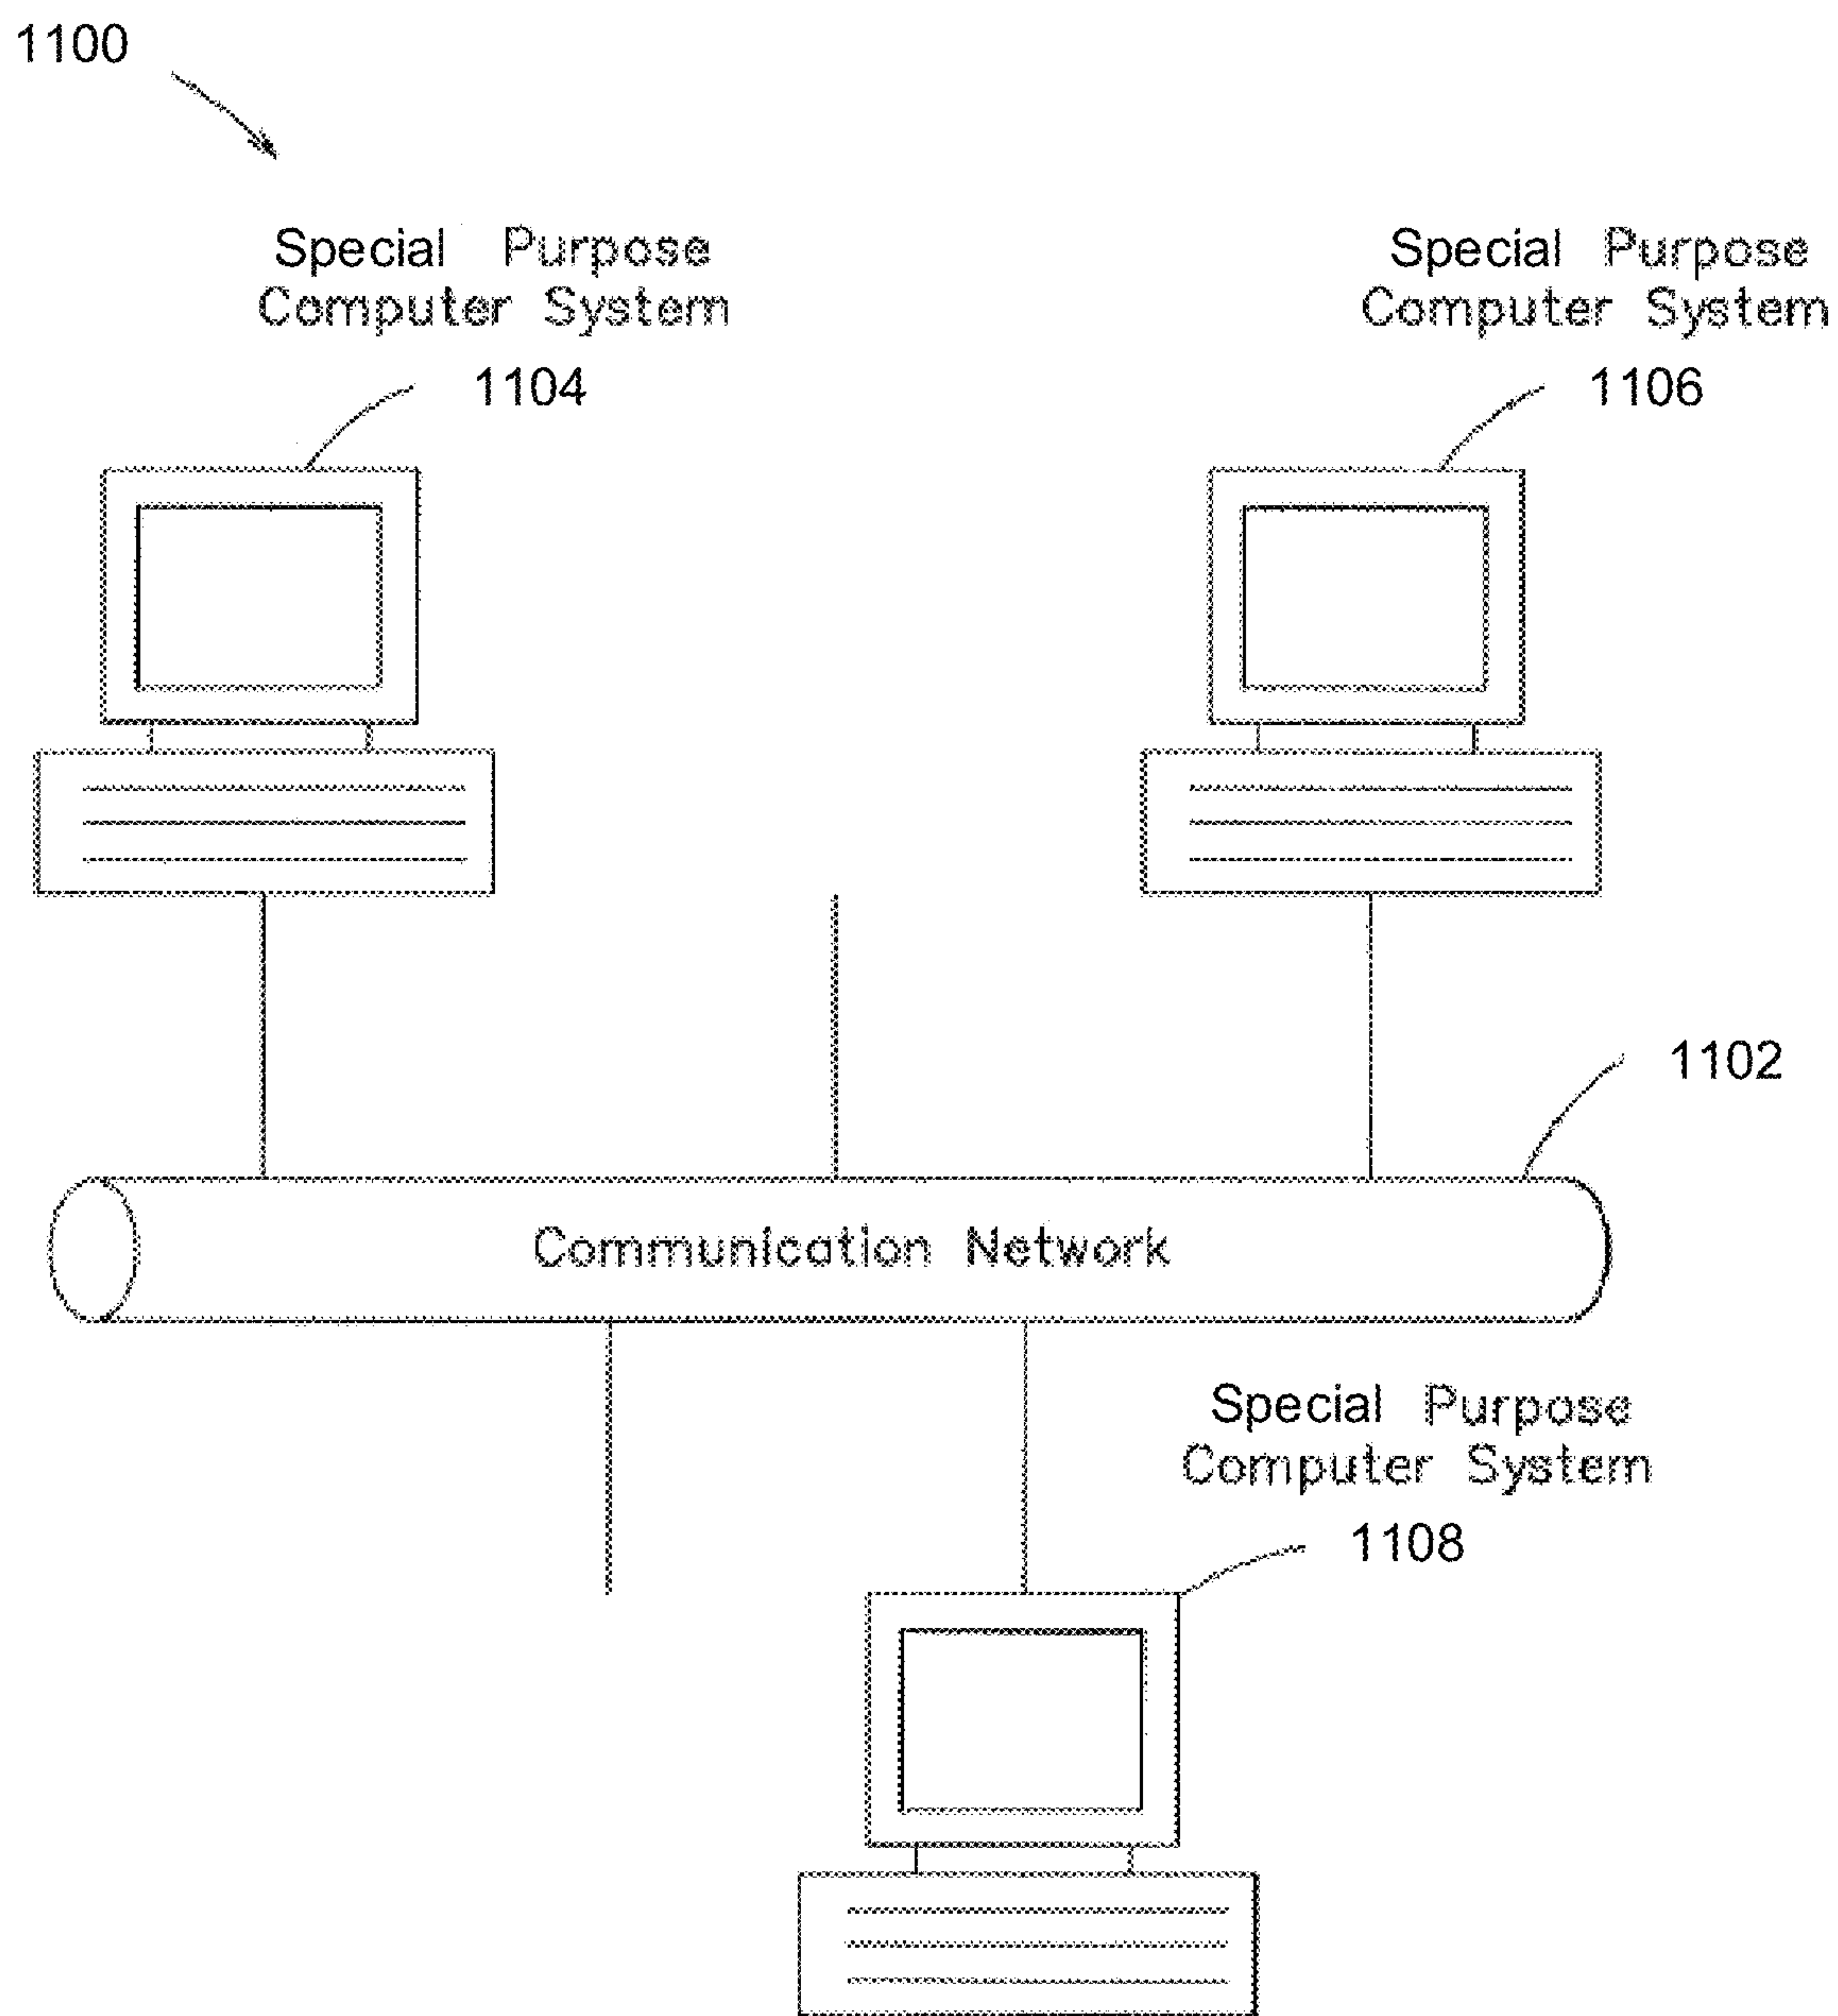 1100
Special Purpose
Computer System
1104
Special Purpose
Computer System
1106
1102
Communication Network
Special Purpose
Computer System
1108